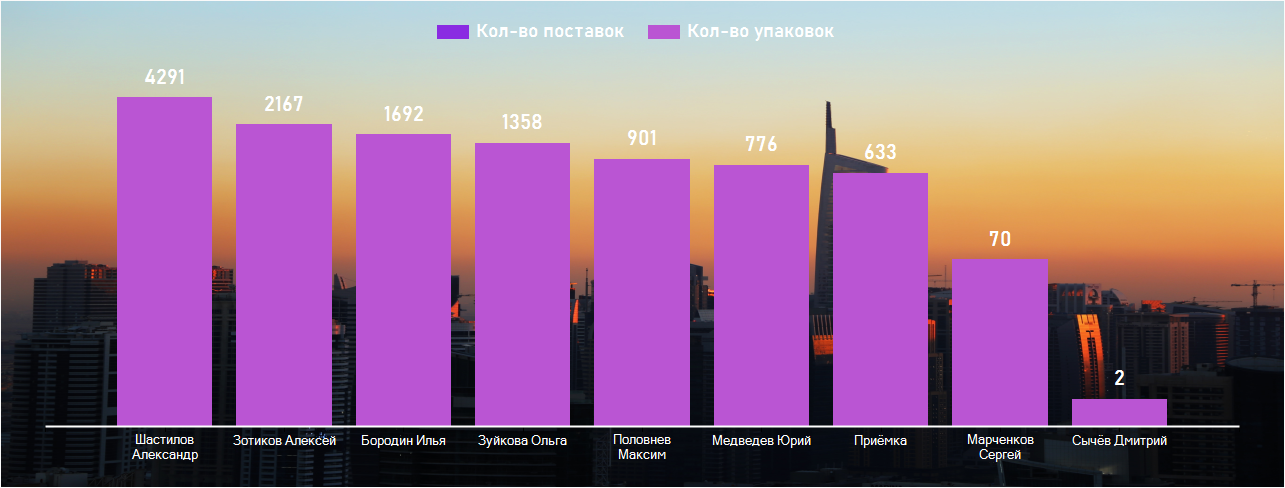 Кол-во поставок Кол-во упаковок
4291
2167
1692
1358
901
776
633
70
2
Шастилов
Александр
Зотиков Алексей
Бородин Илья
Зуйкова Ольга
Половнев
Максим
Медведев Юрий
Приёмка
Марченков
Сергей
Сычёв Дмитрий